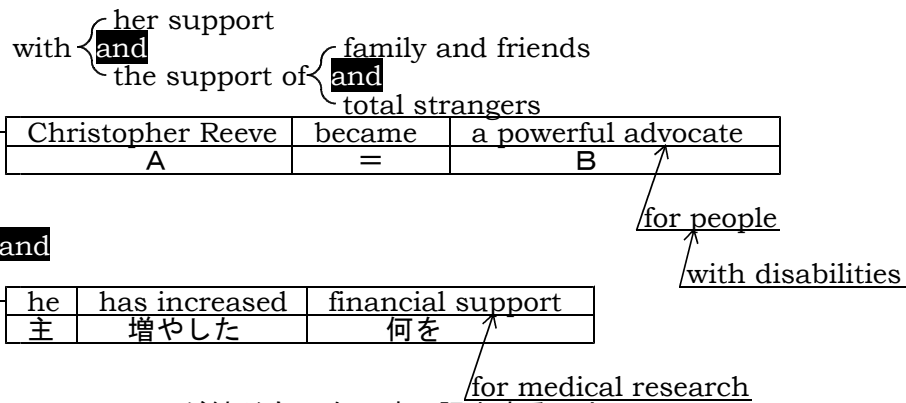 her support
with and
the support of family and friends
and
total strangers
Christopher Reeve became a powerful advocate
A = B
for people
and
with disabilities
he has increased financial support
主 増やした 何を
for medical research